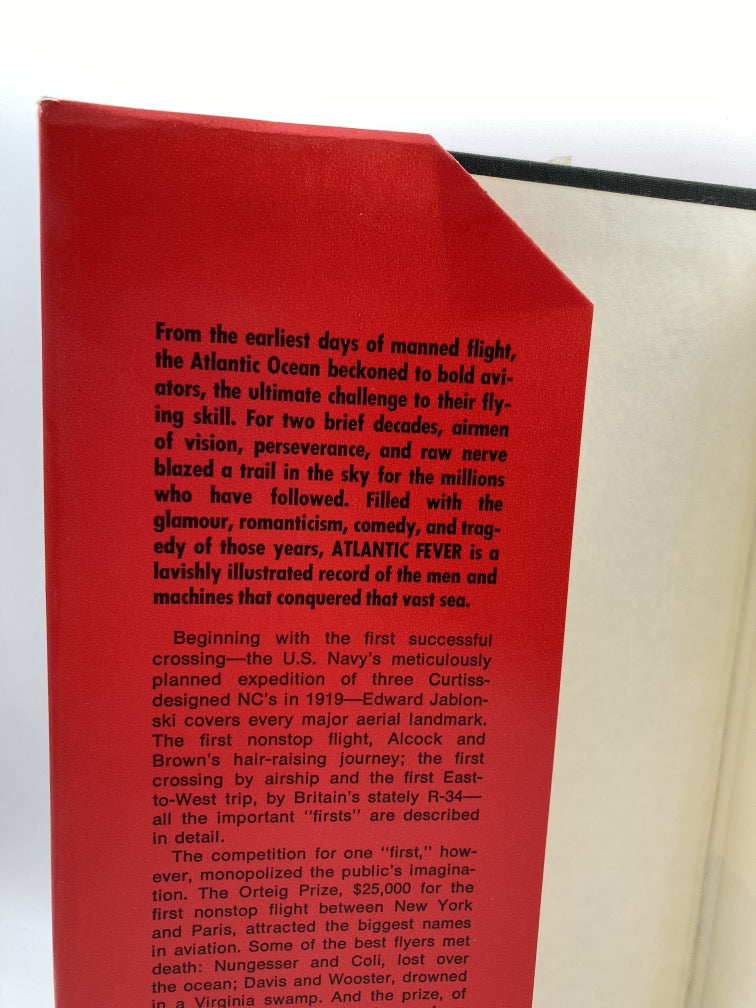 From the earliest days of manned flight,
the Atlantic Ocean beckoned to bold avi-
ators, the ultimate challenge to their fly-
ing skill. For two brief decades, airmen
of vision, perseverance, and raw nerve
blazed a trail in the sky for the millions
who have followed. Filled with the
glamour, romanticism, comedy, and trag-
edy of those years, ATLANTIC FEVER is a
lavishly illustrated record of the men and
machines that conquered that vast sea.
Beginning with the first successful
crossing—the U.S. Navy's meticulously
planned expedition of three Curtiss-
designed NC's in 1919—Edward Jablon-
ski covers every major aerial landmark.
The first nonstop flight, Alcock and
Brown's hair-raising journey; the first
crossing by airship and the first East-
to-West trip, by Britain's stately R-34—
all the important "firsts" are described
in detail.
The competition for one "first," how-
ever, monopolized the public's imagina-
tion. The Orteig Prize, $25,000 for the
first nonstop flight between New York
and Paris, attracted the biggest names
in aviation. Some of the best flyers met
death: Nungesser and Coli, lost over
the ocean; Davis and Wooster, drowned
in a Virginia swamp. And the prize, of